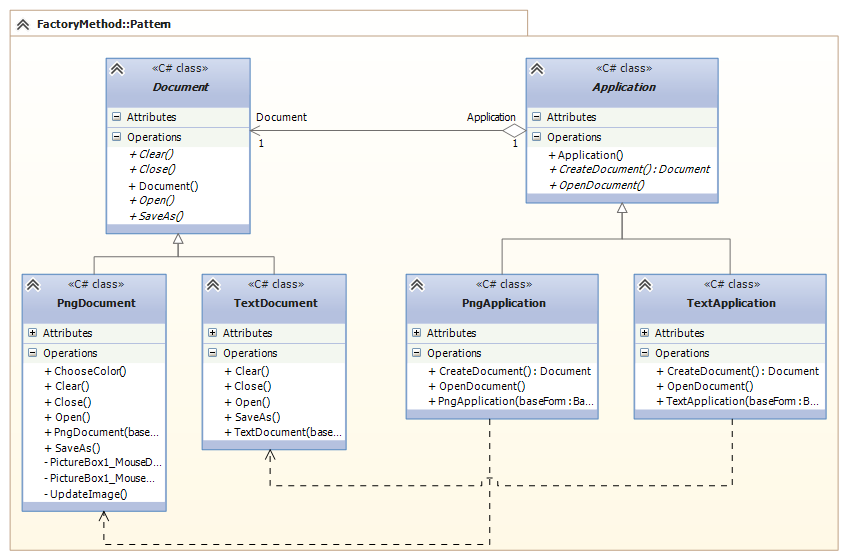 FactoryMethod::Pattern
«C# class»
Document
Attributes
Operations
+ Clear()
+ Close()
+ Document()
+ Open()
+ SaveAs()
Document
1
Application
1
«C# class»
Application
Attributes
Operations
+ Application()
+ CreateDocument() : Document
+ OpenDocument()
«C# class»
PngDocument
Attributes
Operations
+ ChooseColor()
+ Clear()
+ Close()
+ Open()
+ PngDocument(base...
+ SaveAs()
- PictureBox1_MouseD...
- PictureBox1_Mouse...
- UpdateImage()
«C# class»
TextDocument
Attributes
Operations
+ Clear()
+ Close()
+ Open()
+ SaveAs()
+ TextDocument(base...
«C# class»
PngApplication
Attributes
Operations
+ CreateDocument() : Document
+ OpenDocument()
+ PngApplication(baseForm : Ba...
«C# class»
TextApplication
Attributes
Operations
+ CreateDocument() : Document
+ OpenDocument()
+ TextApplication(baseForm : B...